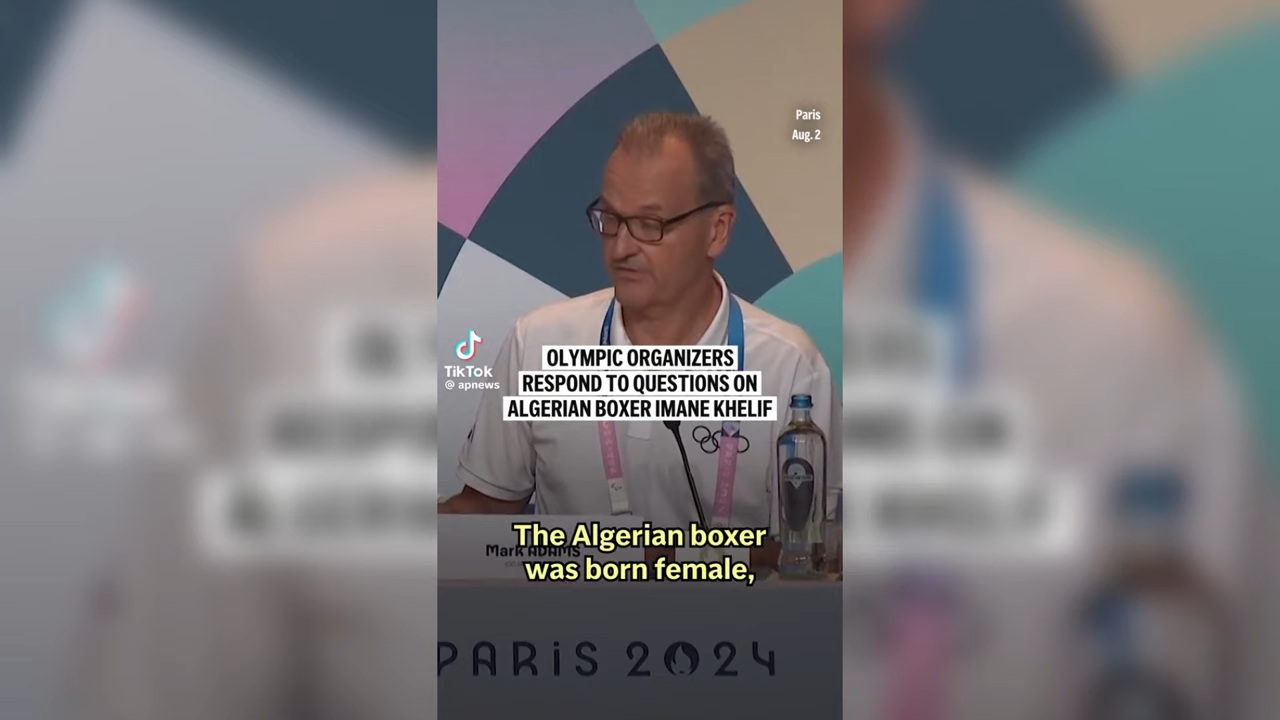 Paris
Aug. 2
TikTok
@ apnews
OLYMPIC ORGANIZERS
RESPOND TO QUESTIONS ON
ALGERIAN BOXER IMANE KHELIF
The Algerian boxer
Mark ADAMS
was born female,
PARIS 2024